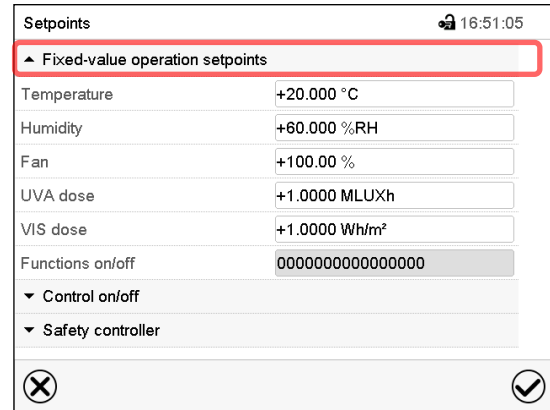 Setpoints 16:51:05
Fixed-value operation setpoints
Temperature +20.000 °C
Humidity +60.000 %RH
Fan +100.00 %
UVA dose +1.0000 MLUXh
VIS dose +1.0000 Wh/m²
Functions on/off 0000000000000000
Control on/off
Safety controller